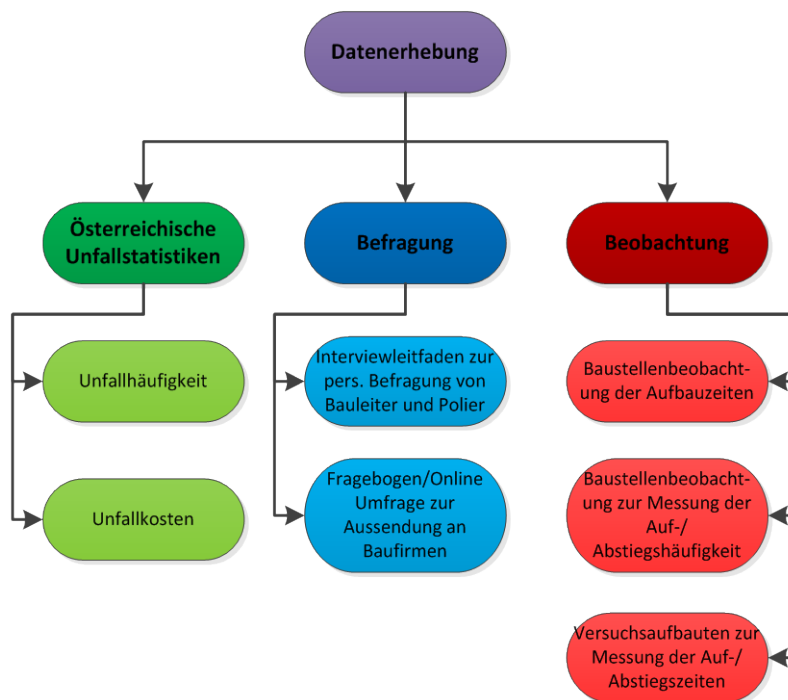 Datenerhebung
Österreichische
Unfallstatistiken
Befragung
Beobachtung
Unfallhäufigkeit
Unfallkosten
Interviewleitfaden zur
pers. Befragung von
Bauleiter und Polier
Fragebogen/Online
Umfrage zur
Aussendung an
Baufirmen
Baustellenbeobacht-
ung der Aufbauzeiten
Baustellenbeobacht-
ung zur Messung der
Auf-/
Abstiegshäufigkeit
Versuchsaufbauten zur
Messung der Auf-/
Abstiegszeiten